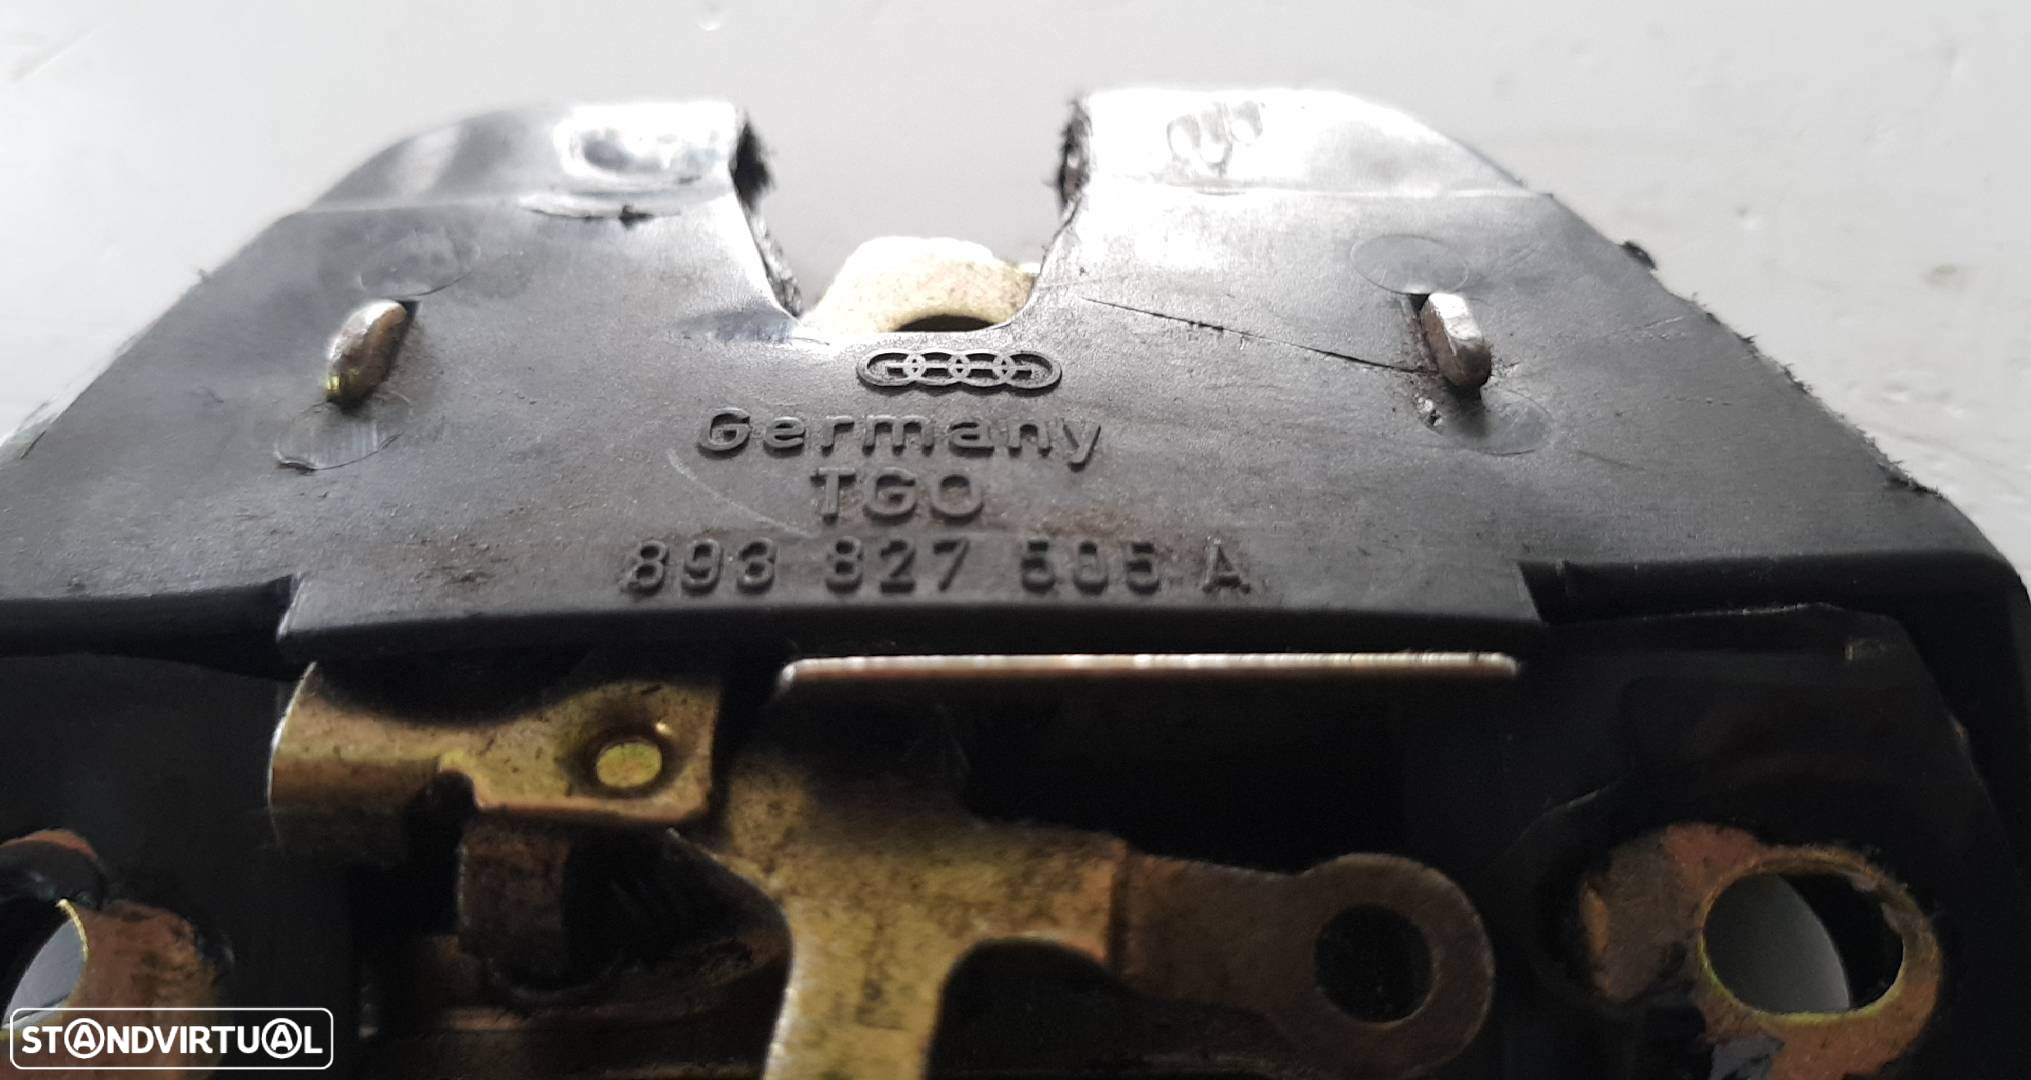 Germany
TGO
893 827 505 A
STANDVIRTUAL